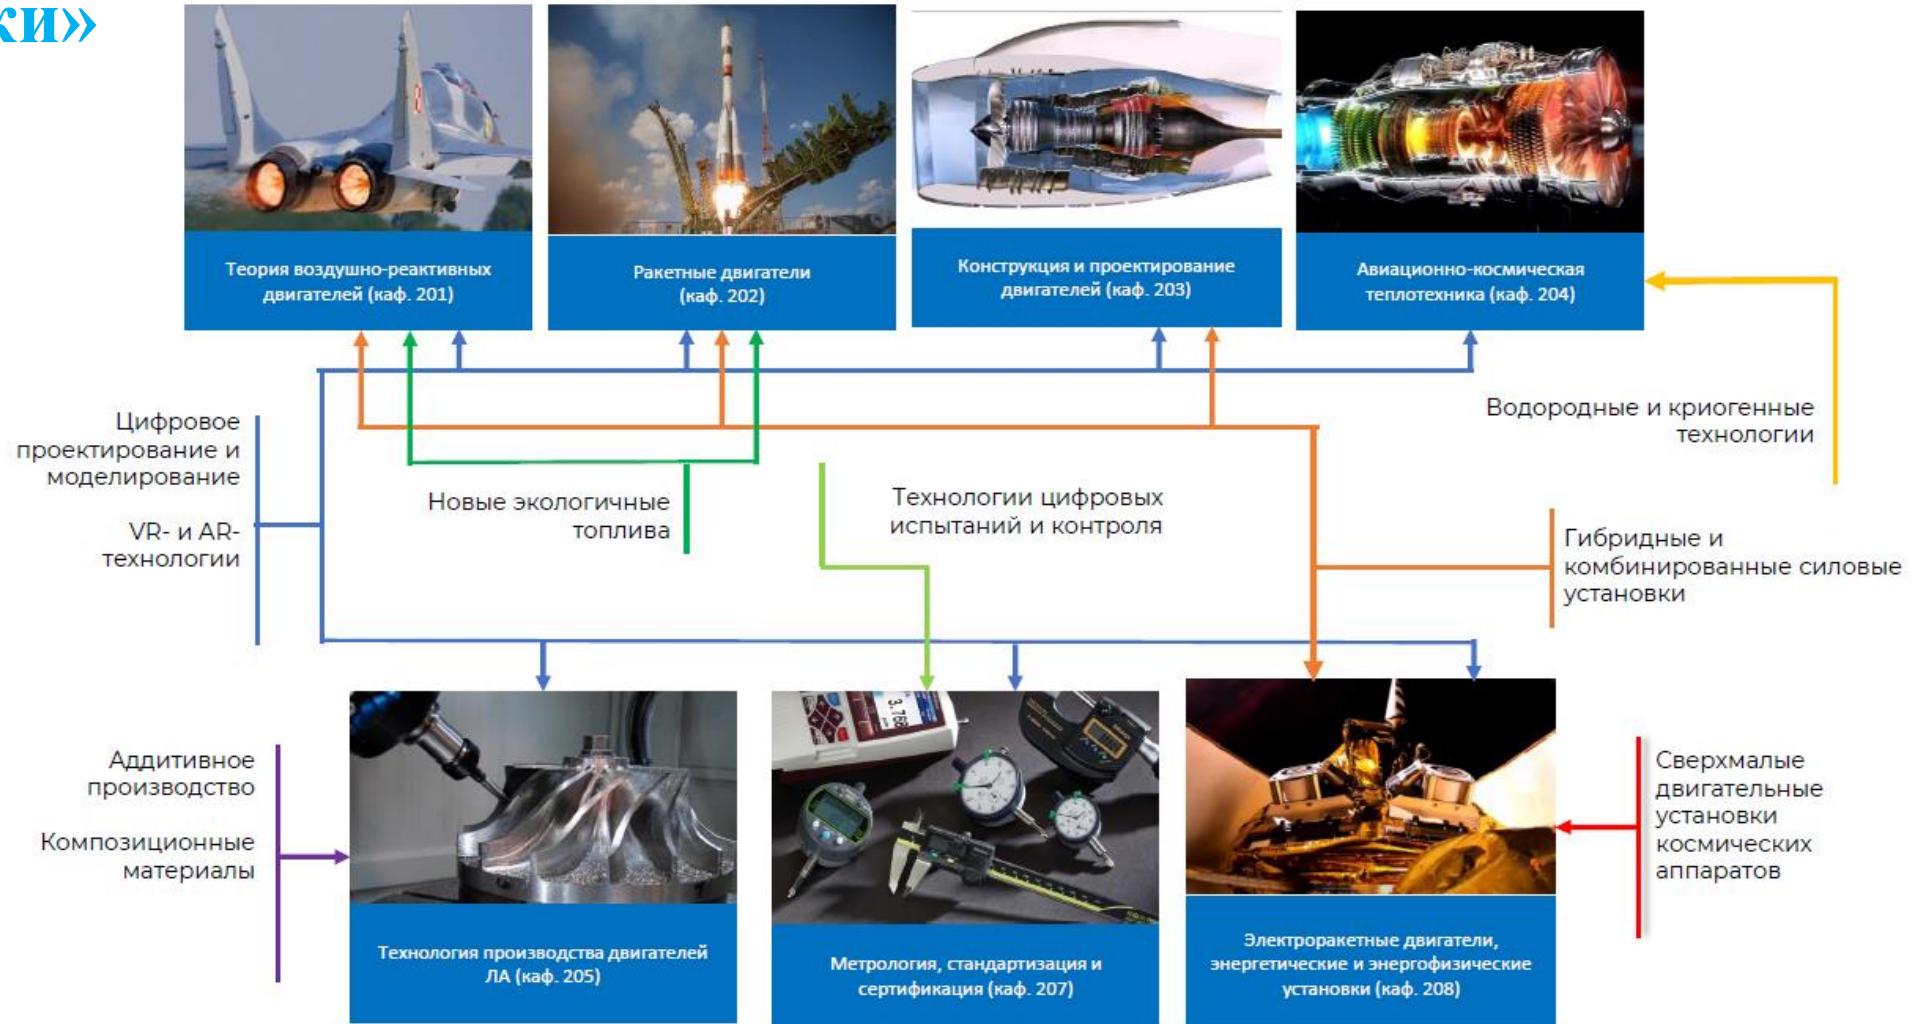 ки»
Теория воздушно-реактивных
двигателей (каф. 201)
Ракетные двигатели
(каф. 202)
Конструкция и проектирование
двигателей (каф. 203)
Авиационно-космическая
теплотехника (каф. 204)
Цифровое
проектирование и
моделирование
VR- и AR-
технологии
Новые экологичные
топлива
Технологии цифровых
испытаний и контроля
Водородные и криогенные
технологии
Гибридные и
комбинированные силовые
установки
Аддитивное
производство
Композиционные
материалы
Сверхмалые
двигательные
установки
космических
аппаратов
Технология производства двигателей
ЛА (каф. 205)
Метрология, стандартизация и
сертификация (каф. 207)
Электроракетные двигатели,
энергетические и энергофизические
установки (каф. 208)